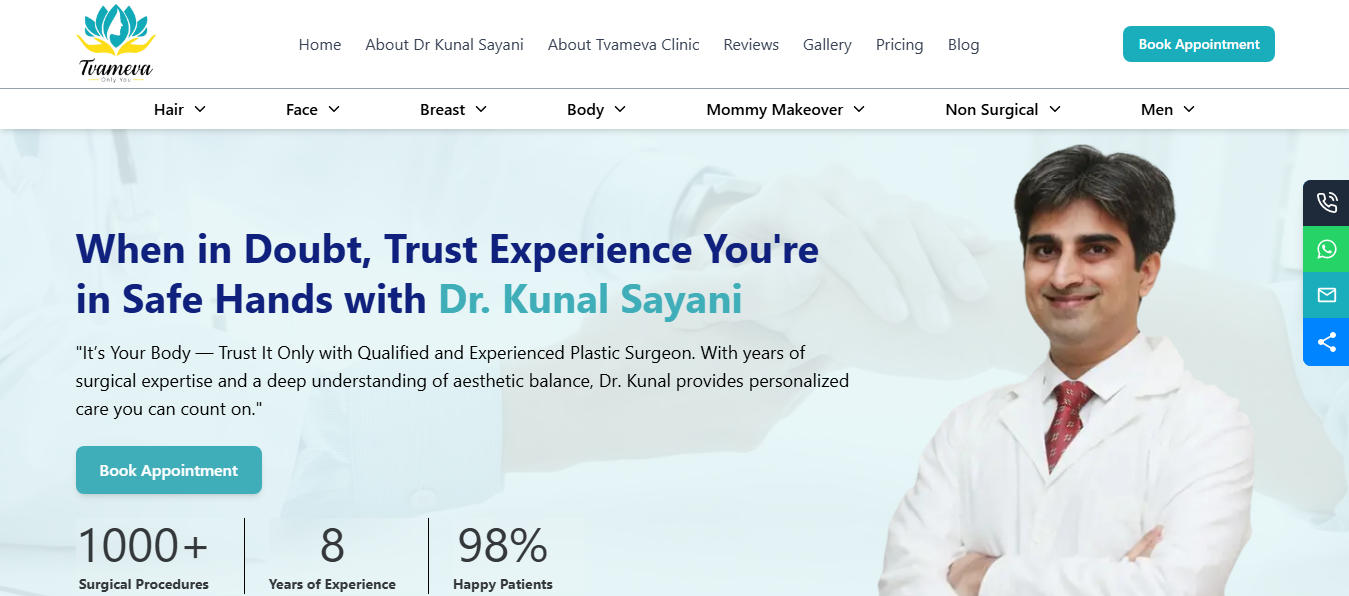 Tvameva
Only You
Home About Dr Kunal Sayani About Tvameva Clinic Reviews Gallery Pricing Blog
Book Appointment
Hair Face Breast Body Mommy Makeover Non Surgical Men
When in Doubt, Trust Experience You're
in Safe Hands with Dr. Kunal Sayani
"It’s Your Body — Trust It Only with Qualified and Experienced Plastic Surgeon. With years of
surgical expertise and a deep understanding of aesthetic balance, Dr. Kunal provides personalized
care you can count on."
Book Appointment
1000+ 8 98%
Surgical Procedures Years of Experience Happy Patients